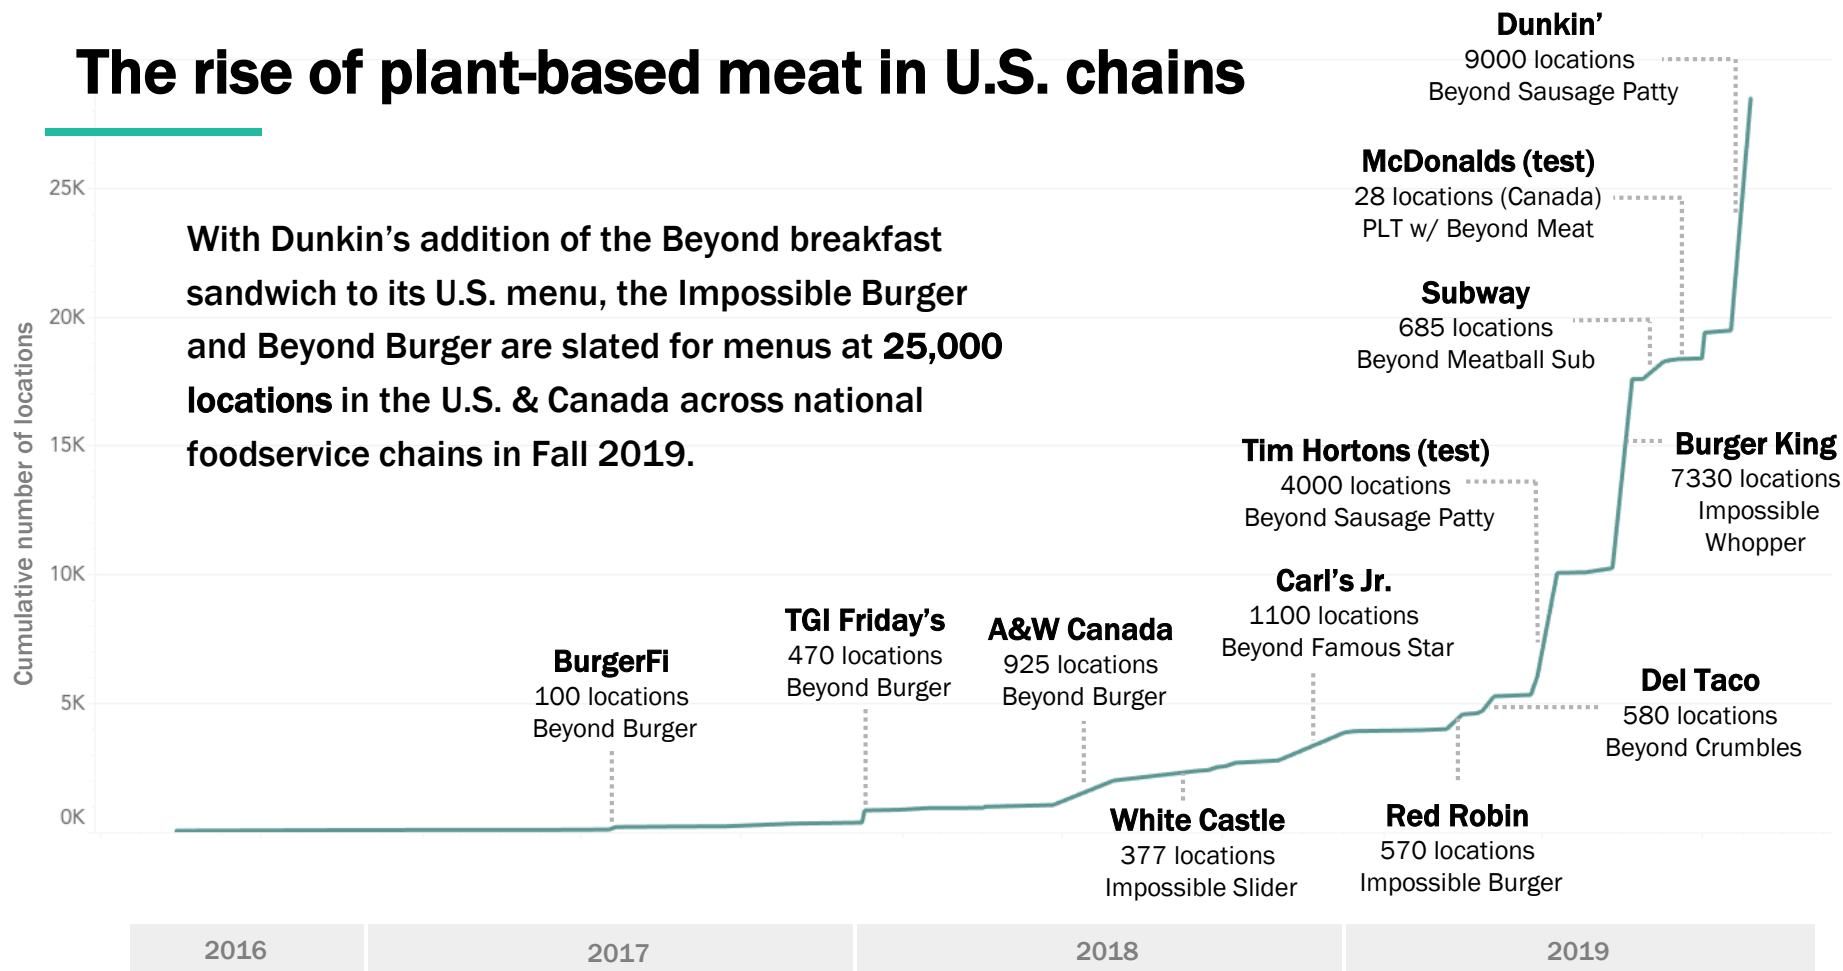 The rise of plant-based meat in U.S. chains
With Dunkin’s addition of the Beyond breakfast
sandwich to its U.S. menu, the Impossible Burger
and Beyond Burger are slated for menus at 25,000
locations in the U.S. & Canada across national
foodservice chains in Fall 2019.
Cumulative number of locations
25K
20K
15K
10K
5K
0K
BurgerFi
100 locations
Beyond Burger
TGI Friday’s
470 locations
Beyond Burger
A&W Canada
925 locations
Beyond Burger
White Castle
377 locations
Impossible Slider
Carl’s Jr.
1100 locations
Beyond Famous Star
Red Robin
570 locations
Impossible Burger
Del Taco
580 locations
Beyond Crumbles
Tim Hortons (test)
4000 locations
Beyond Sausage Patty
Burger King
7330 locations
Impossible
Whopper
Subway
685 locations
Beyond Meatball Sub
McDonalds (test)
28 locations (Canada)
PLT w/ Beyond Meat
Dunkin’
9000 locations
Beyond Sausage Patty
2016
2017
2018
2019